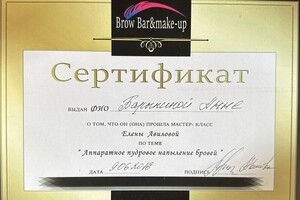 Brow Bar&make-up
Сертификат
ВЫДАН ФИО Барышиной Анне
О ТОМ, ЧТО ОН (ОНА) ПРОШЛА МАСТЕР- КЛАСС
Елены Авиловой
ПО ТЕМЕ
"Аппаратное пудровое напыление бровей"
ДАТА ПОДПИСЬ